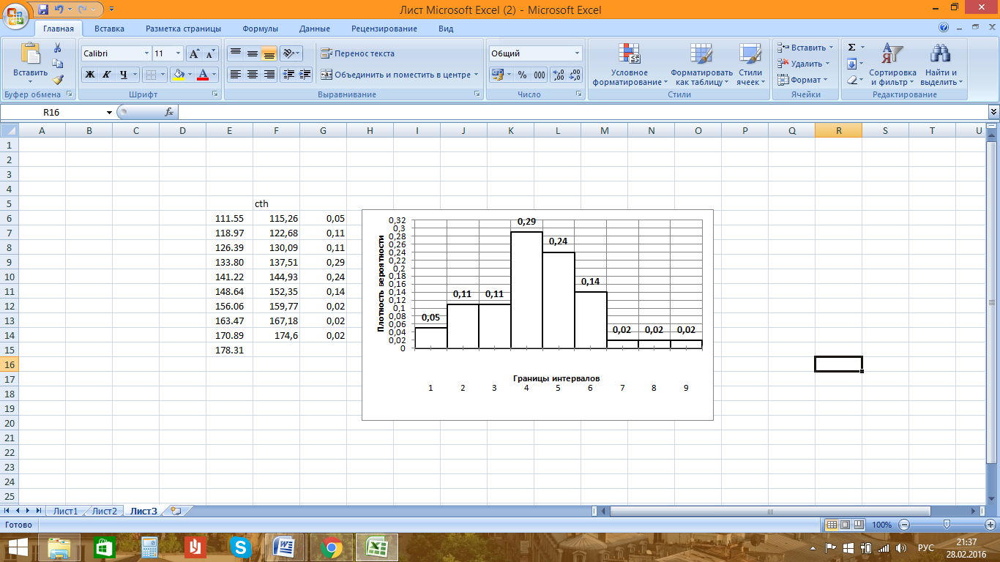 Лист Microsoft Excel (2) - Microsoft Excel
Главная Вставка Разметка страницы Формулы Данные Рецензирование Вид
Вставить
Calibri 11
Ж К Ч
Перенос текста
Объединить и поместить в центре
Общий
% 000
Условное форматирование
Форматировать как таблицу
Стили ячеек
Вставить
Удалить
Формат
Σ
Сортировка и фильтр
Найти и выделить
Буфер обмена Шрифт Выравнивание Число Стили Ячейки Редактирование
R16 fx
A B C D E F G H I J K L M N O P Q R S T U
1
2
3
4
5 cth
6 111.55 115,26 0,05
7 118.97 122,68 0,11
8 126.39 130,09 0,11
9 133.80 137,51 0,29
10 141.22 144,93 0,24
11 148.64 152,35 0,14
12 156.06 159,77 0,02
13 163.47 167,18 0,02
14 170.89 174,6 0,02
15 178.31
16
17
18
19
20
21
22
23
24
25
Плотность вероятности
0,32
0,3
0,28
0,26
0,24
0,22
0,2
0,18
0,16
0,14
0,12
0,1
0,08
0,06
0,04
0,02
0
0,05 0,11 0,11 0,29 0,24 0,14 0,02 0,02 0,02
Границы интервалов
1 2 3 4 5 6 7 8 9
Лист1 Лист2 Лист3
Готово 100%
РУС
21:37
28.02.2016